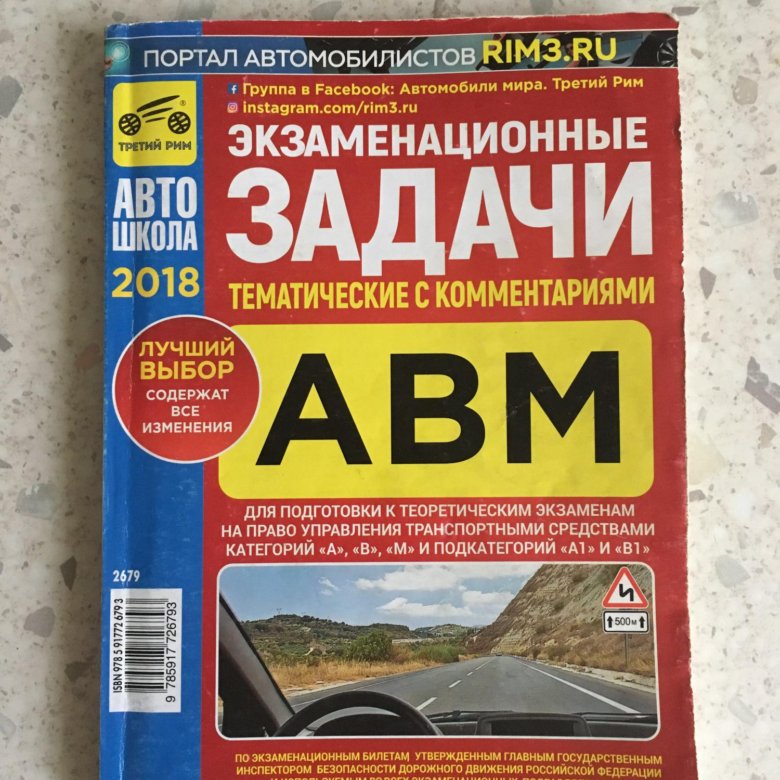 ПОРТАЛ АВТОМОБИЛИСТОВ RIM3.RU
Группа в Facebook: Автомобили мира. Третий Рим
instagram.com/rim3.ru
ТРЕТИЙ РИМ
АВТО
ШКОЛА
2018
ЭКЗАМЕНАЦИОННЫЕ
ЗАДАЧИ
ТЕМАТИЧЕСКИЕ С КОММЕНТАРИЯМИ
ЛУЧШИЙ
ВЫБОР
СОДЕРЖАТ
ВСЕ
ИЗМЕНЕНИЯ
АВМ
ДЛЯ ПОДГОТОВКИ К ТЕОРЕТИЧЕСКИМ ЭКЗАМЕНАМ
НА ПРАВО УПРАВЛЕНИЯ ТРАНСПОРТНЫМИ СРЕДСТВАМИ
КАТЕГОРИЙ «А», «В», «М» И ПОДКАТЕГОРИЙ «А1» И «В1»
2679
ISBN 978 5 91772 679 3
9 785917 726793
500 м
ПО ЭКЗАМЕНАЦИОННЫМ БИЛЕТАМ УТВЕРЖДЕННЫМ ГЛАВНЫМ ГОСУДАРСТВЕННЫМ
ИНСПЕКТОРОМ БЕЗОПАСНОСТИ ДОРОЖНОГО ДВИЖЕНИЯ РОССИЙСКОЙ ФЕДЕРАЦИИ